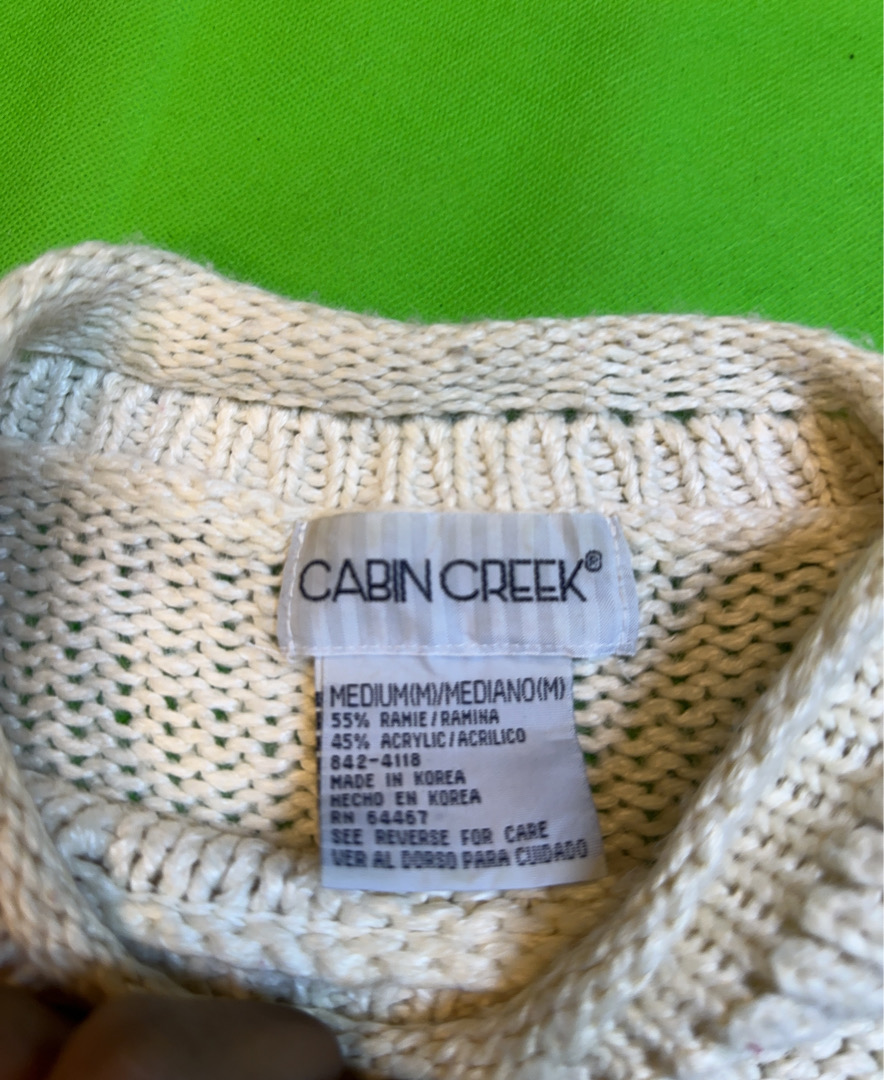 CABIN CREEK®
MEDIUM(M)/MEDIANO(M)
55% RAMIE/RAMINA
45% ACRYLIC/ACRILICO
842-4118
MADE IN KOREA
HECHO EN KOREA
RN 64467
SEE REVERSE FOR CARE
VER AL DORSO PARA CUIDADO